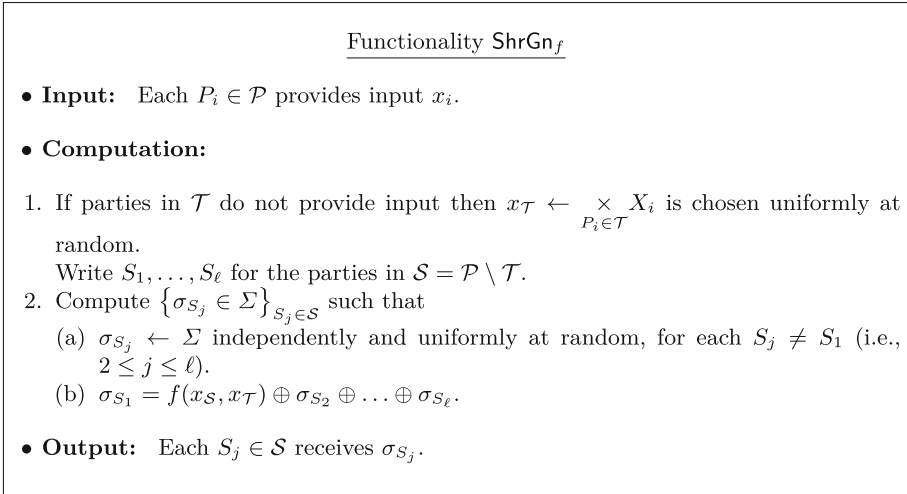 Functionality ShrGn_f
• Input: Each P_i ∈ 𝒫 provides input x_i.
• Computation:
1. If parties in 𝒯 do not provide input then x_𝒯 ← ×_{P_i∈𝒯} X_i is chosen uniformly at
random.
Write S_1, . . . , S_ℓ for the parties in 𝒮 = 𝒫 \ 𝒯.
2. Compute {σ_{S_j} ∈ Σ}_{S_j∈𝒮} such that
(a) σ_{S_j} ← Σ independently and uniformly at random, for each S_j ≠ S_1 (i.e.,
2 ≤ j ≤ ℓ).
(b) σ_{S_1} = f(x_𝒮, x_𝒯) ⊕ σ_{S_2} ⊕ . . . ⊕ σ_{S_ℓ}.
• Output: Each S_j ∈ 𝒮 receives σ_{S_j}.